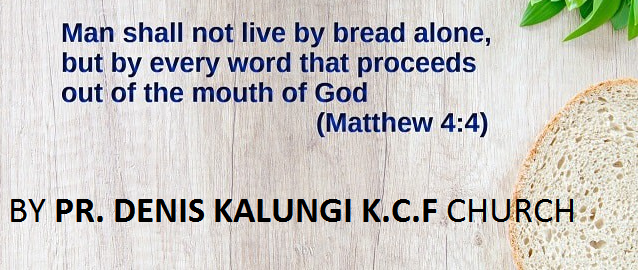 Man shall not live by bread alone,
but by every word that proceeds
out of the mouth of God
(Matthew 4:4)
BY PR. DENIS KALUNGI K.C.F CHURCH